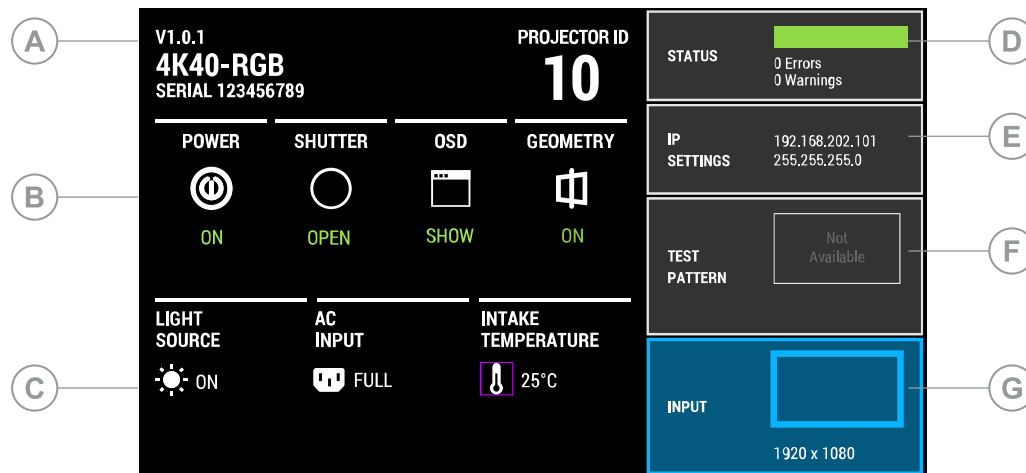 A
V1.0.1
4K40-RGB
SERIAL 123456789
PROJECTOR ID
10
B
POWER
ON
SHUTTER
OPEN
OSD
SHOW
GEOMETRY
ON
C
LIGHT
SOURCE
ON
AC
INPUT
FULL
INTAKE
TEMPERATURE
25°C
STATUS
0 Errors
0 Warnings
D
IP
SETTINGS
192.168.202.101
255.255.255.0
E
TEST
PATTERN
Not
Available
F
INPUT
1920 x 1080
G